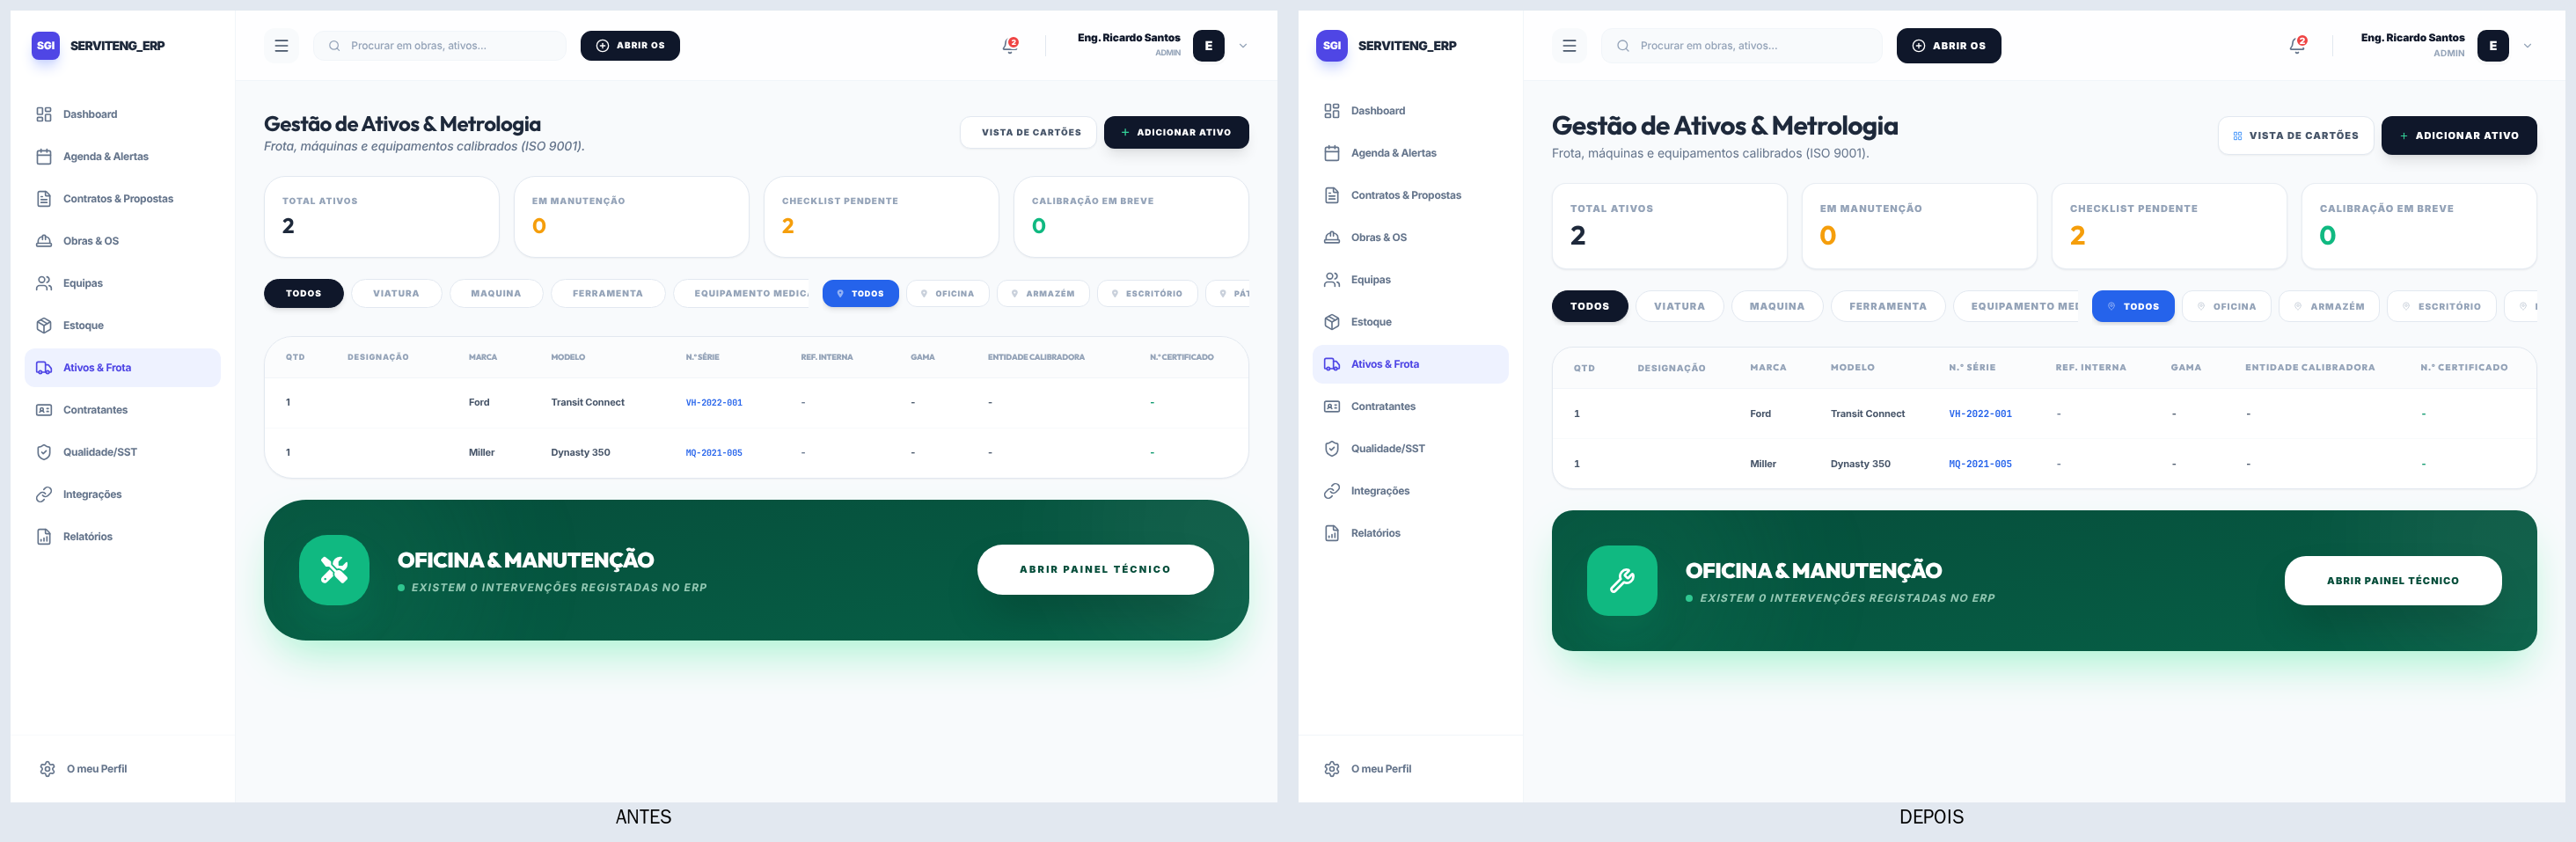 SGI SERVITENG_ERP
Procurar em obras, ativos...
ABRIR OS
2
Eng. Ricardo Santos
ADMIN
E
Dashboard
Agenda & Alertas
Contratos & Propostas
Obras & OS
Equipas
Estoque
Ativos & Frota
Contratantes
Qualidade/SST
Integrações
Relatórios
O meu Perfil
Gestão de Ativos & Metrologia
Frota, máquinas e equipamentos calibrados (ISO 9001).
VISTA DE CARTÕES
+ ADICIONAR ATIVO
TOTAL ATIVOS
2
EM MANUTENÇÃO
0
CHECKLIST PENDENTE
2
CALIBRAÇÃO EM BREVE
0
TODOS VIATURA MAQUINA FERRAMENTA EQUIPAMENTO MEDIC TODOS OFICINA ARMAZÉM ESCRITÓRIO PÁT
QTD DESIGNAÇÃO MARCA MODELO N.º SÉRIE REF. INTERNA GAMA ENTIDADE CALIBRADORA N.º CERTIFICADO
1 Ford Transit Connect VH-2022-001 - - - -
1 Miller Dynasty 350 MQ-2021-005 - - - -
OFICINA & MANUTENÇÃO
EXISTEM 0 INTERVENÇÕES REGISTADAS NO ERP
ABRIR PAINEL TÉCNICO
ANTES
SGI SERVITENG_ERP
Procurar em obras, ativos...
ABRIR OS
2
Eng. Ricardo Santos
ADMIN
E
Dashboard
Agenda & Alertas
Contratos & Propostas
Obras & OS
Equipas
Estoque
Ativos & Frota
Contratantes
Qualidade/SST
Integrações
Relatórios
O meu Perfil
Gestão de Ativos & Metrologia
Frota, máquinas e equipamentos calibrados (ISO 9001).
VISTA DE CARTÕES
+ ADICIONAR ATIVO
TOTAL ATIVOS
2
EM MANUTENÇÃO
0
CHECKLIST PENDENTE
2
CALIBRAÇÃO EM BREVE
0
TODOS VIATURA MAQUINA FERRAMENTA EQUIPAMENTO MED TODOS OFICINA ARMAZÉM ESCRITÓRIO
QTD DESIGNAÇÃO MARCA MODELO N.º SÉRIE REF. INTERNA GAMA ENTIDADE CALIBRADORA N.º CERTIFICADO
1 Ford Transit Connect VH-2022-001 - - - -
1 Miller Dynasty 350 MQ-2021-005 - - - -
OFICINA & MANUTENÇÃO
EXISTEM 0 INTERVENÇÕES REGISTADAS NO ERP
ABRIR PAINEL TÉCNICO
DEPOIS